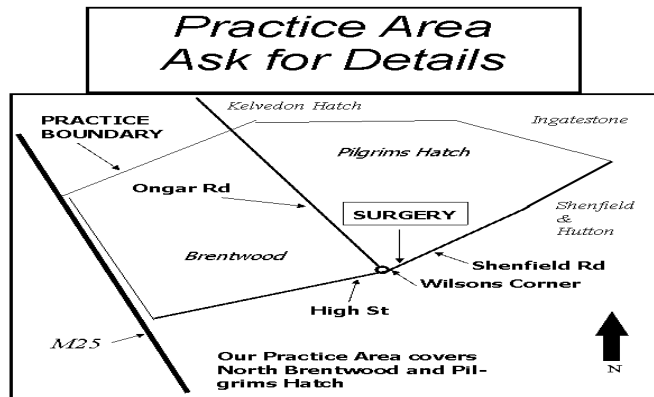 Practice Area
Ask for Details
Kelvedon Hatch
PRACTICE
BOUNDARY
Ingatestone
Pilgrims Hatch
Ongar Rd
SURGERY
Shenfield
&
Hutton
Brentwood
Shenfield Rd
Wilsons Corner
High St
M25
Our Practice Area covers
North Brentwood and Pil-
grims Hatch
N